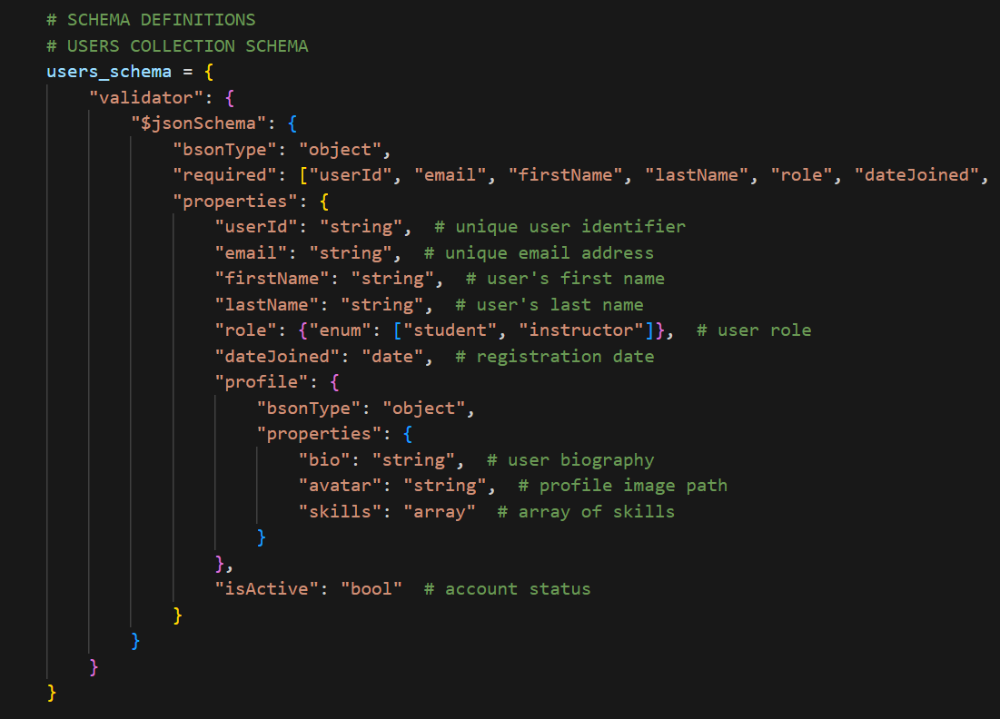 # SCHEMA DEFINITIONS
# USERS COLLECTION SCHEMA
users_schema = {
    "validator": {
        "$jsonSchema": {
            "bsonType": "object",
            "required": ["userId", "email", "firstName", "lastName", "role", "dateJoined",
            "properties": {
                "userId": "string",  # unique user identifier
                "email": "string",  # unique email address
                "firstName": "string",  # user's first name
                "lastName": "string",  # user's last name
                "role": {"enum": ["student", "instructor"]},  # user role
                "dateJoined": "date",  # registration date
                "profile": {
                    "bsonType": "object",
                    "properties": {
                        "bio": "string",  # user biography
                        "avatar": "string",  # profile image path
                        "skills": "array"  # array of skills
                    }
                },
                "isActive": "bool"  # account status
            }
        }
    }
}